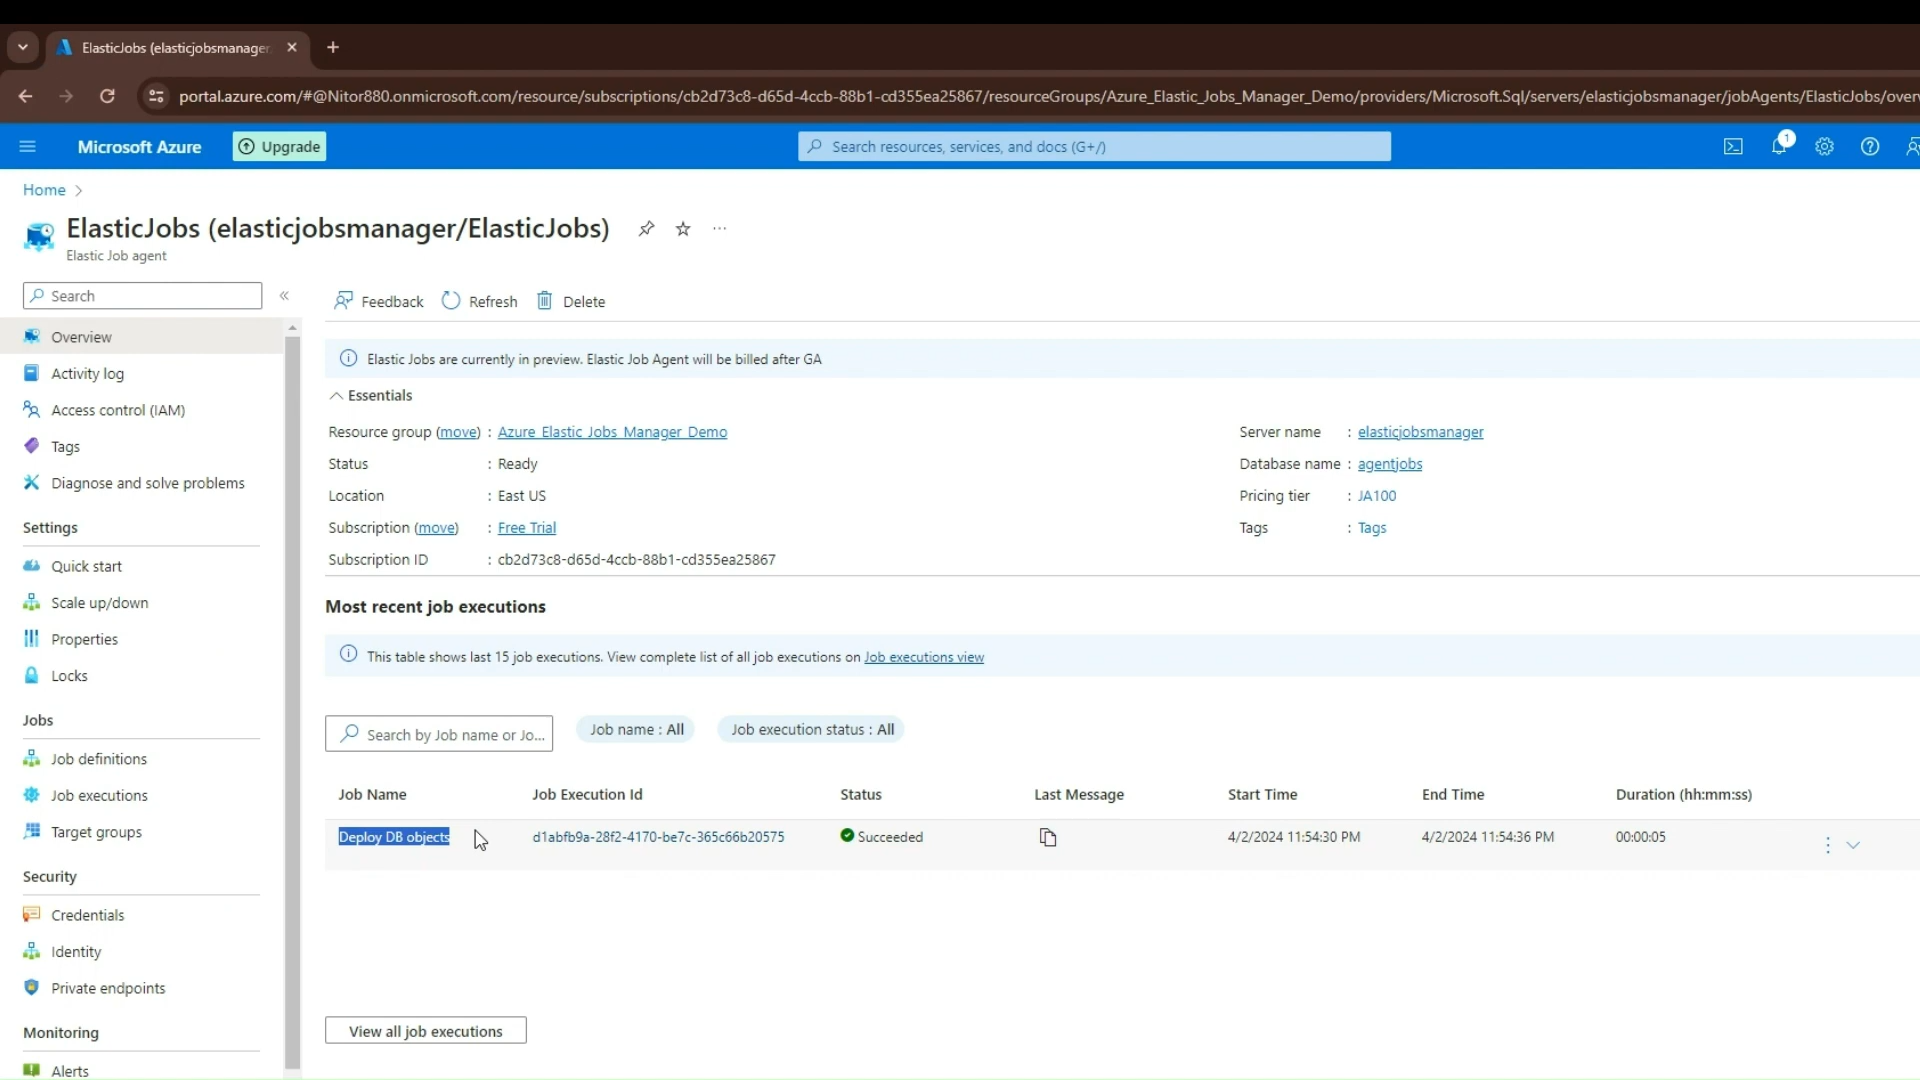 ElasticJobs (elasticjobsmanager
portal.azure.com/#@Nitor880.onmicrosoft.com/resource/subscriptions/cb2d73c8-d65d-4ccb-88b1-cd355ea25867/resourceGroups/Azure_Elastic_Jobs_Manager_Demo/providers/Microsoft.Sql/servers/elasticjobsmanager/jobAgents/ElasticJobs/over
Microsoft Azure Upgrade Search resources, services, and docs (G+/) 1
Home
ElasticJobs (elasticjobsmanager/ElasticJobs)
Elastic Job agent
Search
Feedback Refresh Delete
Overview
Activity log
Access control (IAM)
Tags
Diagnose and solve problems
Settings
Quick start
Scale up/down
Properties
Locks
Jobs
Job definitions
Job executions
Target groups
Security
Credentials
Identity
Private endpoints
Monitoring
Alerts
Elastic Jobs are currently in preview. Elastic Job Agent will be billed after GA
Essentials
Resource group (move) : Azure_Elastic_Jobs_Manager_Demo
Status : Ready
Location : East US
Subscription (move) : Free Trial
Subscription ID : cb2d73c8-d65d-4ccb-88b1-cd355ea25867
Server name : elasticjobsmanager
Database name : agentjobs
Pricing tier : JA100
Tags : Tags
Most recent job executions
This table shows last 15 job executions. View complete list of all job executions on Job executions view
Search by Job name or Jo... Job name : All Job execution status : All
Job Name Job Execution Id Status Last Message Start Time End Time Duration (hh:mm:ss)
Deploy DB objects d1abfb9a-28f2-4170-be7c-365c66b20575 Succeeded 4/2/2024 11:54:30 PM 4/2/2024 11:54:36 PM 00:00:05
View all job executions